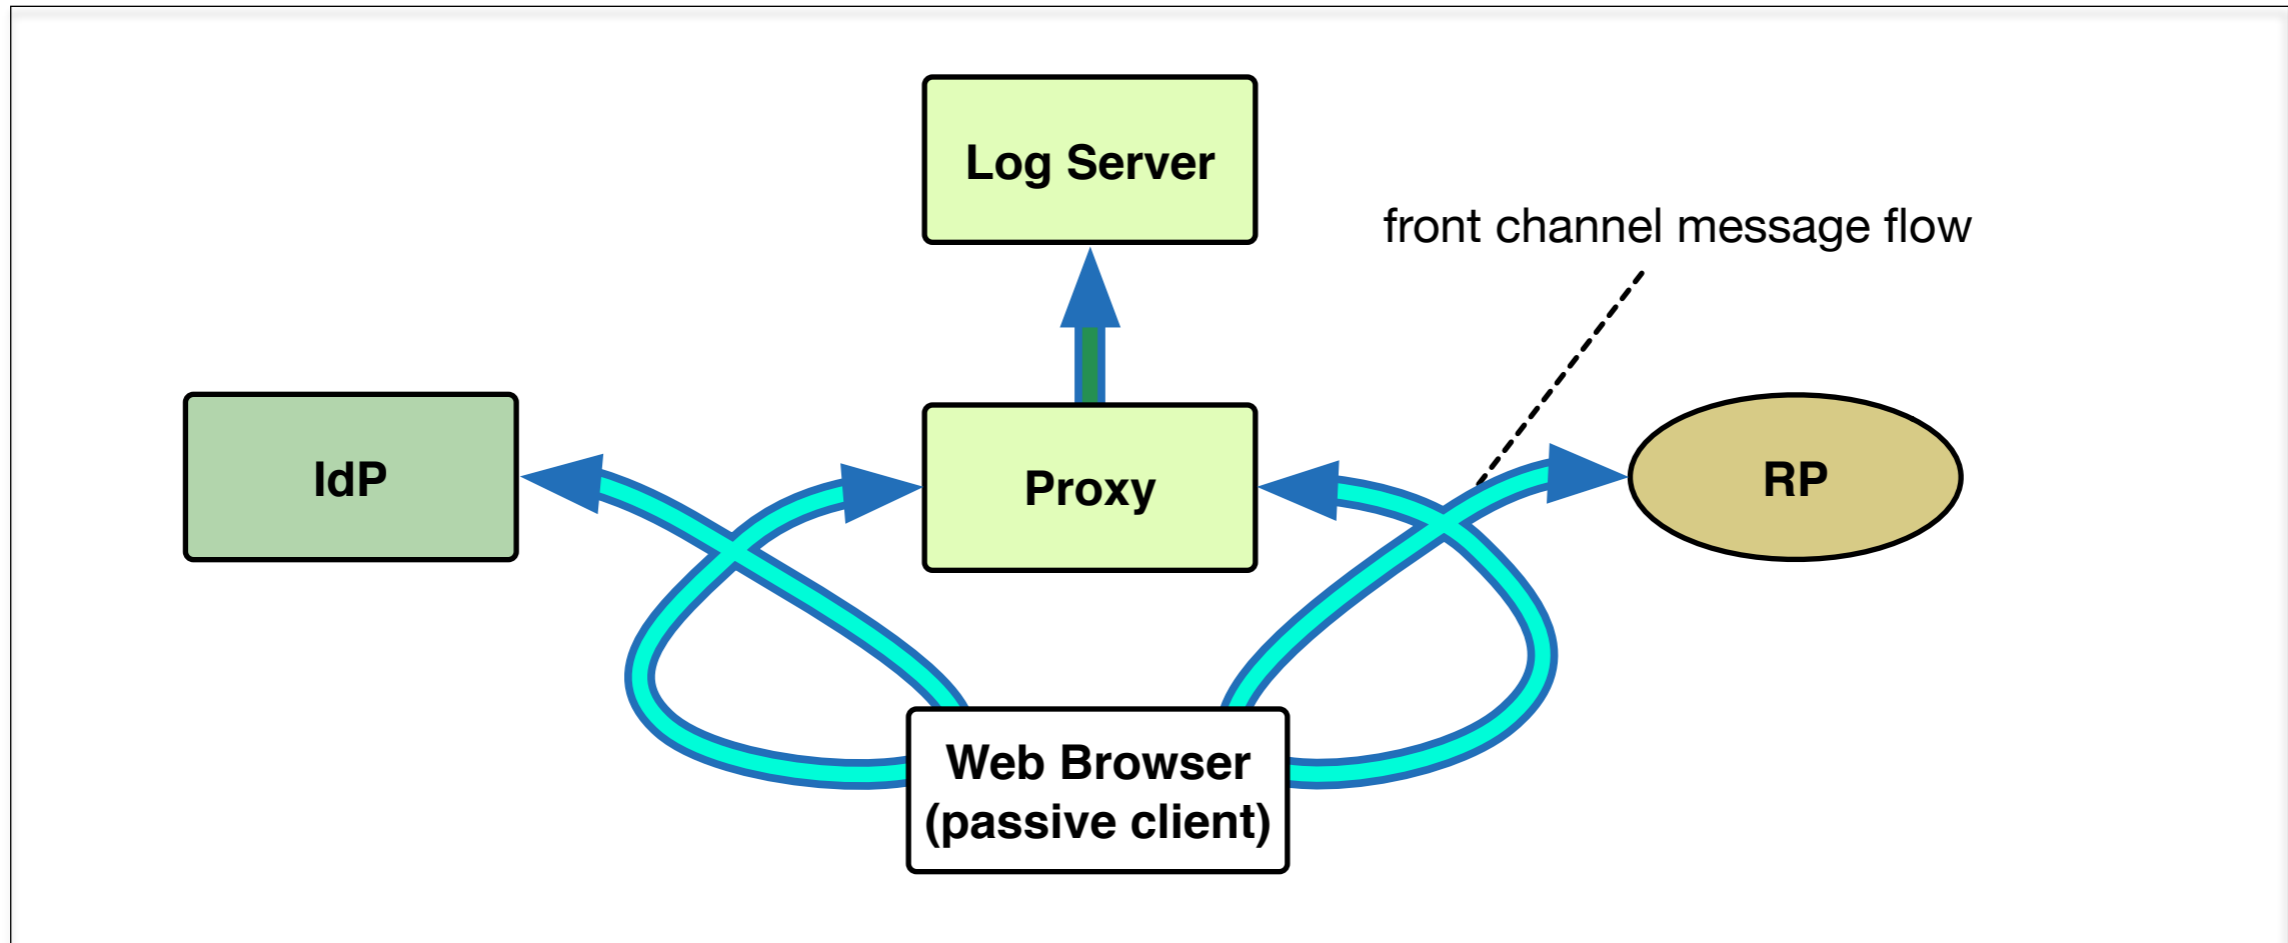 Log Server
front channel message flow
IdP
Proxy
RP
Web Browser
(passive client)